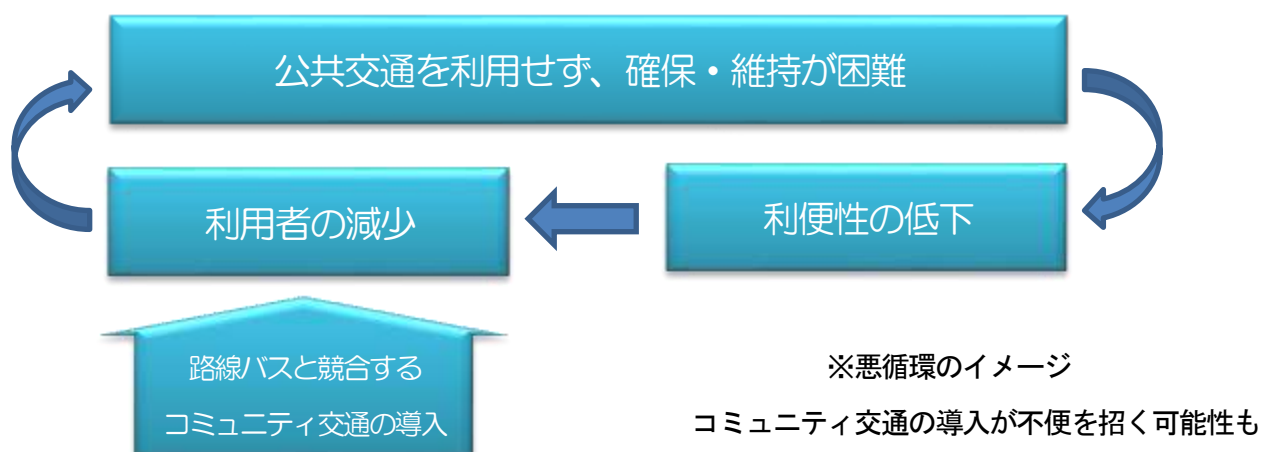 公共交通を利用せず、確保・維持が困難
利用者の減少
利便性の低下
路線バスと競合する
コミュニティ交通の導入
※悪循環のイメージ
コミュニティ交通の導入が不便を招く可能性も